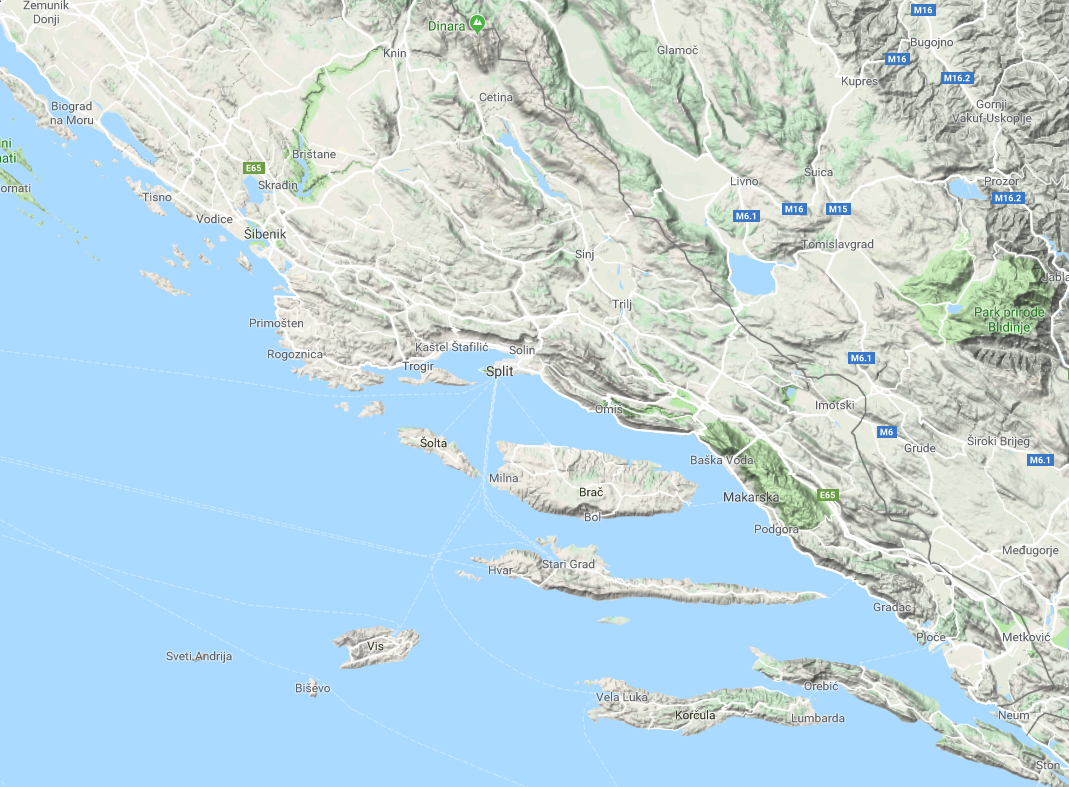 Zemunik
Donji
Dinara
M16
Bugojno
Knin
Glamoč
M16
Kupres
M16.2
Cetina
Biograd
na Moru
Gornji
Vakuf-Uskoplje
ni
nati
Brištane
E65
Skradin
Livno
Šuica
Prozor
ornati
Tisno
M16.2
Vodice
M6.1
M16
M15
Šibenik
Tomislavgrad
Sinj
Jabla
Trilj
Park prirode
Blidinje
Primošten
Kaštel Štafilić
Solin
Rogoznica
Trogir
M6.1
Split
Omiš
Imotski
M6
Šolta
Grude
Široki Brijeg
Baška Voda
M6.1
Milna
Brač
Makarska
E65
Bol
Podgora
Međugorje
Hvar
Stari Grad
Gradac
Ploče
Metković
Vis
Sveti Andrija
Biševo
Orebić
Vela Luka
Korčula
Lumbarda
Neum
Ston